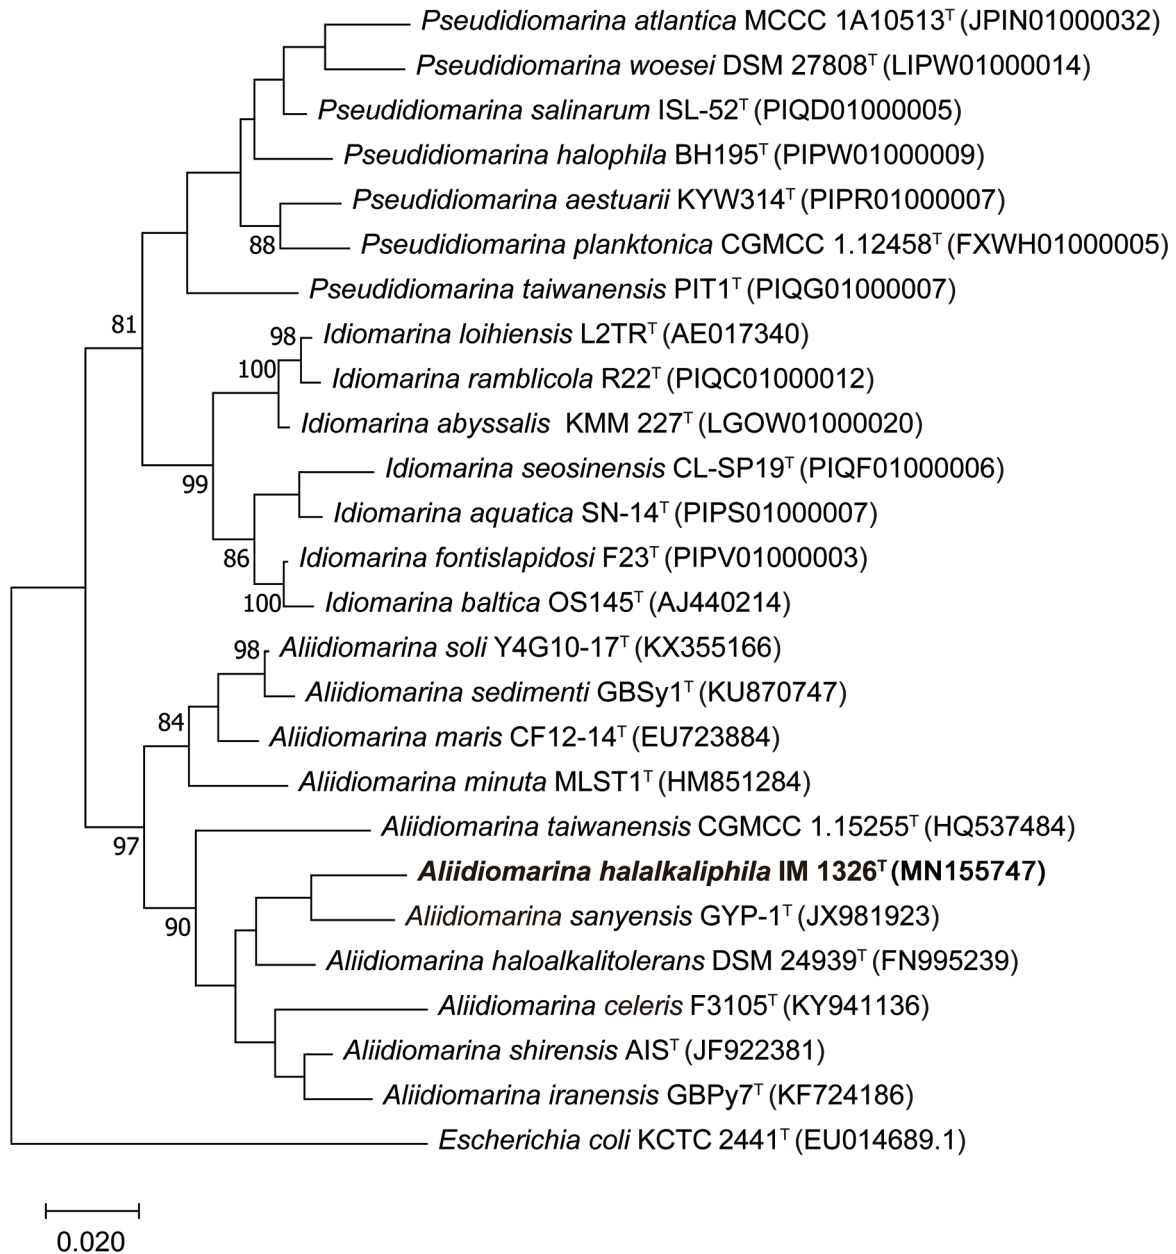 Pseudidiomarina atlantica MCCC 1A10513ᵀ (JPIN01000032)
Pseudidiomarina woesei DSM 27808ᵀ (LIPW01000014)
Pseudidiomarina salinarum ISL-52ᵀ (PIQD01000005)
Pseudidiomarina halophila BH195ᵀ (PIPW01000009)
Pseudidiomarina aestuarii KYW314ᵀ (PIPR01000007)
88
Pseudidiomarina planktonica CGMCC 1.12458ᵀ (FXWH01000005)
Pseudidiomarina taiwanensis PIT1ᵀ (PIQG01000007)
81
98
Idiomarina loihiensis L2TRᵀ (AE017340)
100
Idiomarina ramblicola R22ᵀ (PIQC01000012)
Idiomarina abyssalis KMM 227ᵀ (LGOW01000020)
Idiomarina seosinensis CL-SP19ᵀ (PIQF01000006)
99
Idiomarina aquatica SN-14ᵀ (PIPS01000007)
86
Idiomarina fontislapidosi F23ᵀ (PIPV01000003)
100
Idiomarina baltica OS145ᵀ (AJ440214)
98
Aliidiomarina soli Y4G10-17ᵀ (KX355166)
Aliidiomarina sedimenti GBSy1ᵀ (KU870747)
84
Aliidiomarina maris CF12-14ᵀ (EU723884)
Aliidiomarina minuta MLST1ᵀ (HM851284)
Aliidiomarina taiwanensis CGMCC 1.15255ᵀ (HQ537484)
97
Aliidiomarina halalkaliphila IM 1326ᵀ (MN155747)
Aliidiomarina sanyensis GYP-1ᵀ (JX981923)
90
Aliidiomarina haloalkalitolerans DSM 24939ᵀ (FN995239)
Aliidiomarina celeris F3105ᵀ (KY941136)
Aliidiomarina shirensis AISᵀ (JF922381)
Aliidiomarina iranensis GBPy7ᵀ (KF724186)
Escherichia coli KCTC 2441ᵀ (EU014689.1)
0.020